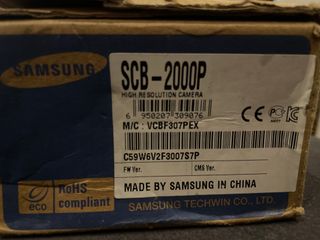 SAMSUNG
SCB-2000P
HIGH RESOLUTION CAMERA
6 950207 309076
M/C : VCBF307PEX
C59W6V2F3007S7P
FW Ver.
CMS Ver.
MADE BY SAMSUNG IN CHINA
eco
RoHS
compliant
SAMSUNG TECHWIN CO., LTD.
CE